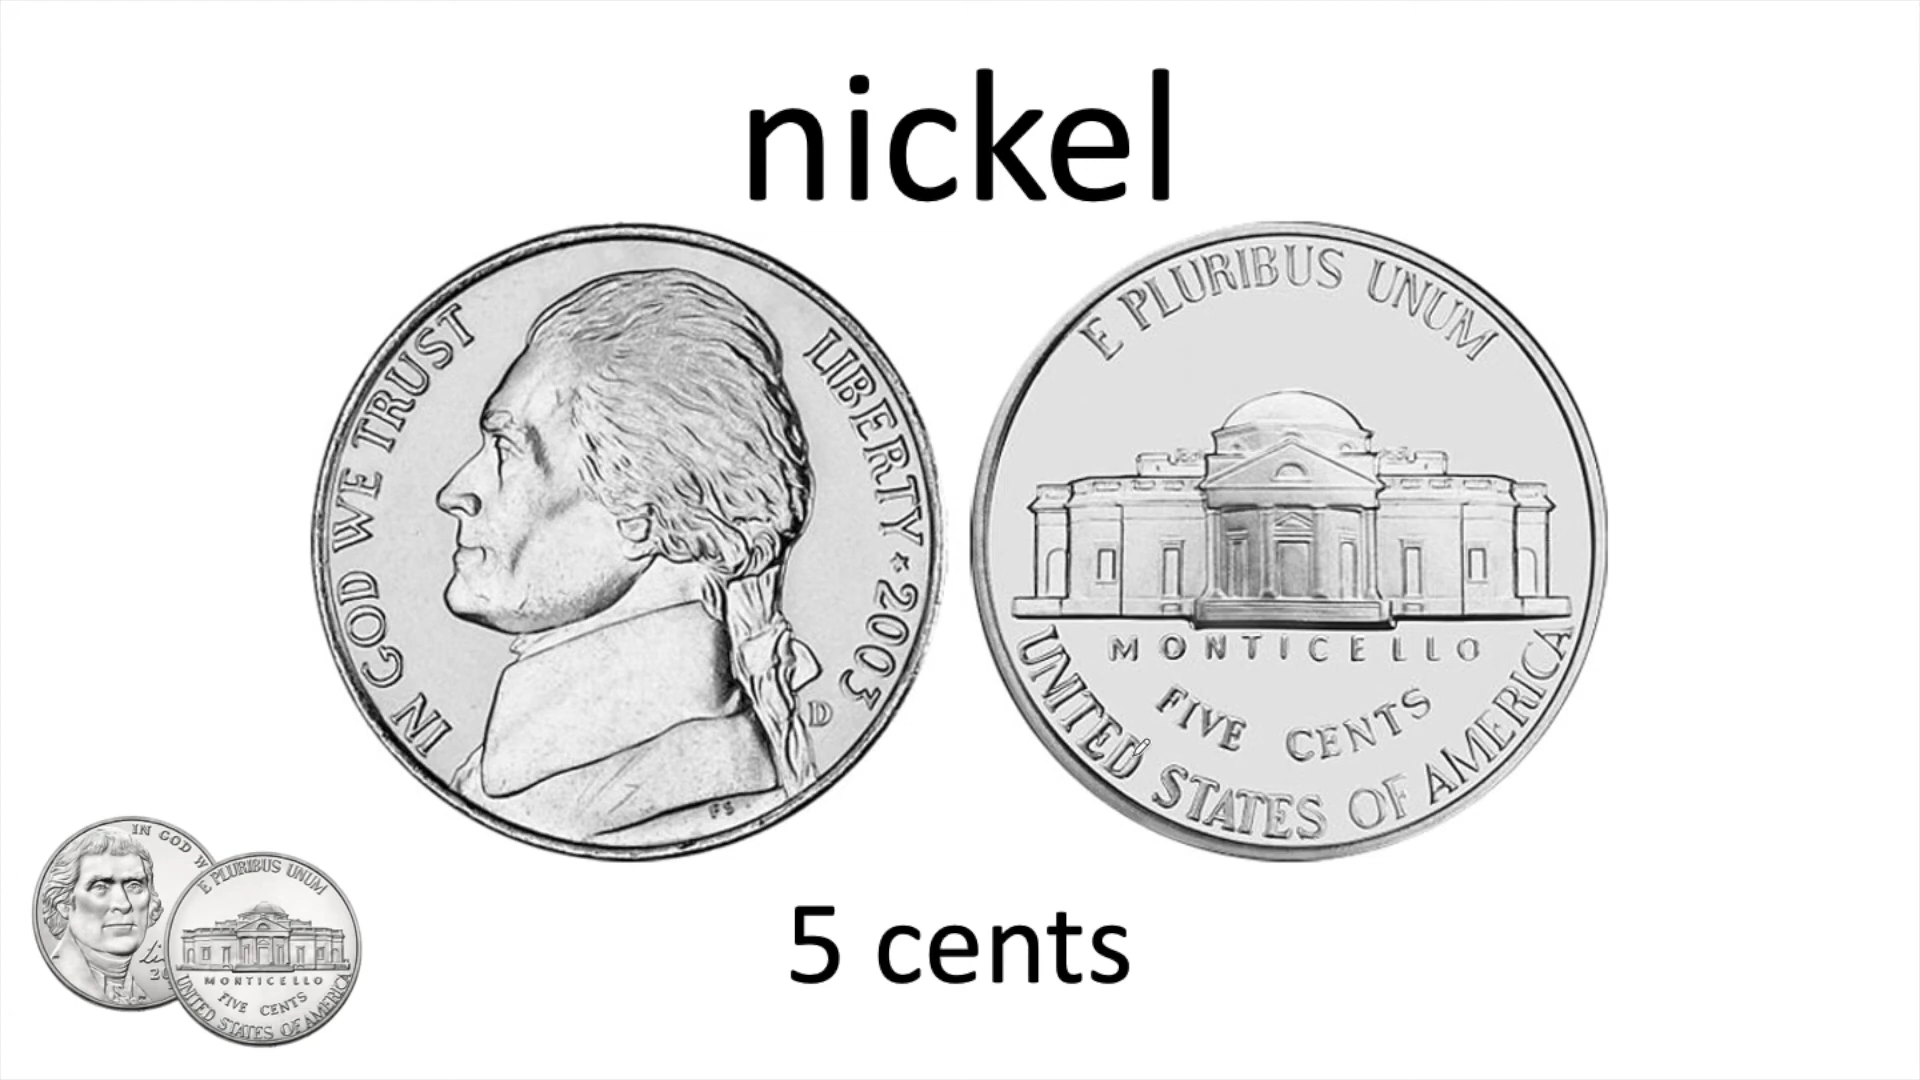 nickel
IN GOD WE TRUST
LIBERTY ★ 2003
D
FS
E PLURIBUS UNUM
MONTICELLO
FIVE CENTS
UNITED STATES OF AMERICA
5 cents
IN GOD W
E PLURIBUS UNUM
MONTICELLO
FIVE CENTS
UNITED STATES OF AMERICA